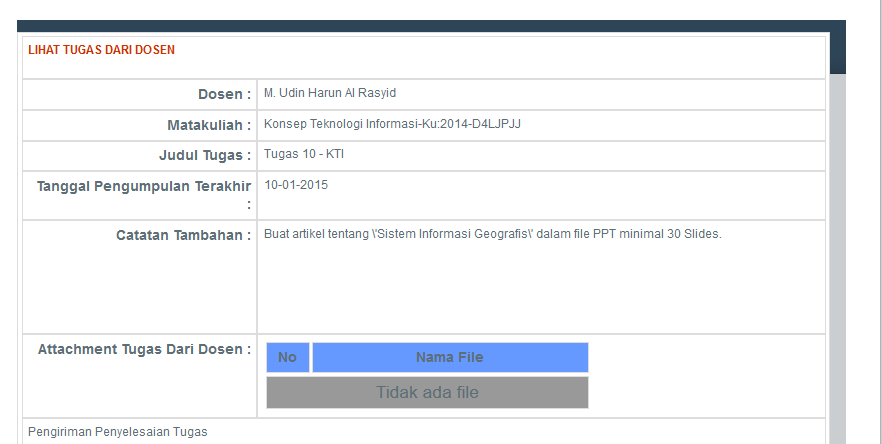 LIHAT TUGAS DARI DOSEN
Dosen : M. Udin Harun Al Rasyid
Matakuliah : Konsep Teknologi Informasi-Ku:2014-D4LJPJJ
Judul Tugas : Tugas 10 - KTI
Tanggal Pengumpulan Terakhir : 10-01-2015
Catatan Tambahan : Buat artikel tentang \'Sistem Informasi Geografis\' dalam file PPT minimal 30 Slides.
Attachment Tugas Dari Dosen :
No Nama File
Tidak ada file
Pengiriman Penyelesaian Tugas